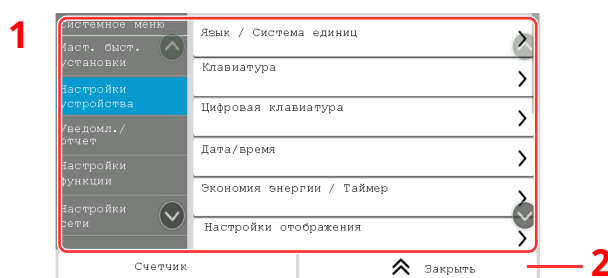 1
Системное меню
Маст. быст.
установки
Настройки
устройства
Уведомл./
отчет
Настройки
функции
Настройки
сети
Язык / Система единиц
Клавиатура
Цифровая клавиатура
Дата/время
Экономия энергии / Таймер
Настройки отображения
Счетчик
Закрыть
2